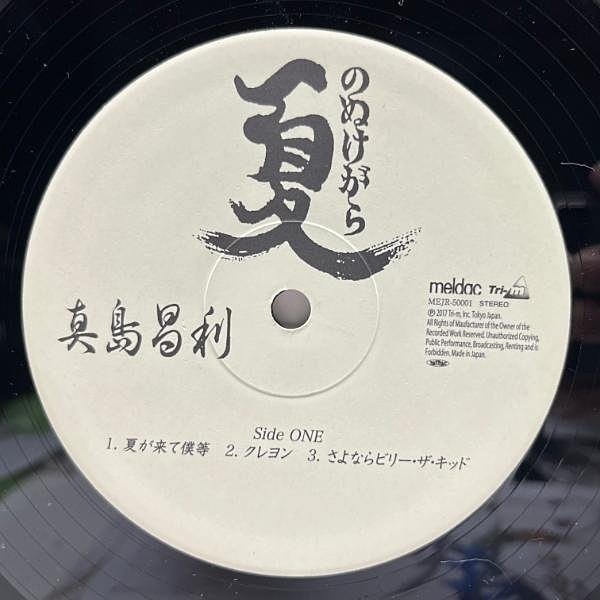 夏のぬけがら
真島昌利
meldac Tri-m
MEJR-50001 STEREO
Ⓟ 2017 Tri-m, Inc. Tokyo Japan.
All Rights of Maufacturer of the Owner of the
Recorded Work Reserved. Unauthorized Copying,
Public Performance, Broadcasting, Renting and is
Forbidden. Made in Japan.
Side ONE
1. 夏が来て僕等 2. クレヨン 3. さよならビリー・ザ・キッド